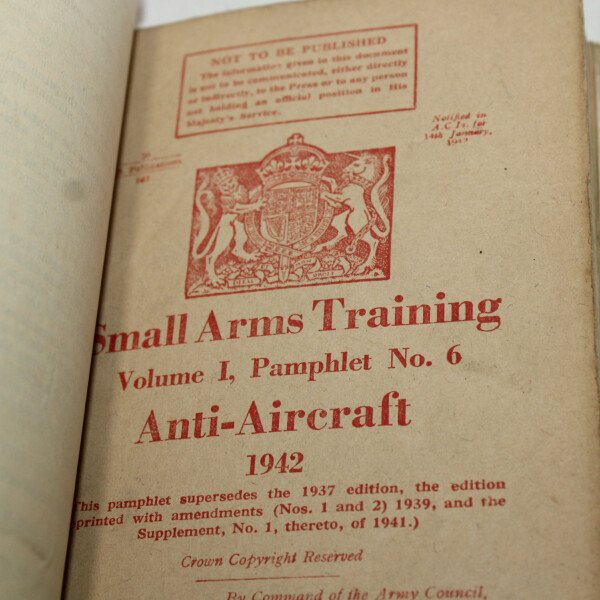 NOT TO BE PUBLISHED
The information given in this document
is not to be communicated, either directly
or indirectly, to the Press or to any person
not holding an official position in His
Majesty's Service.
Notified in
A.C.Is. for
14th January,
1942
Publications
Small Arms Training
Volume I, Pamphlet No. 6
Anti-Aircraft
1942
This pamphlet supersedes the 1937 edition, the edition
printed with amendments (Nos. 1 and 2) 1939, and the
Supplement, No. 1, thereto, of 1941.)
Crown Copyright Reserved
By Command of the Army Council,